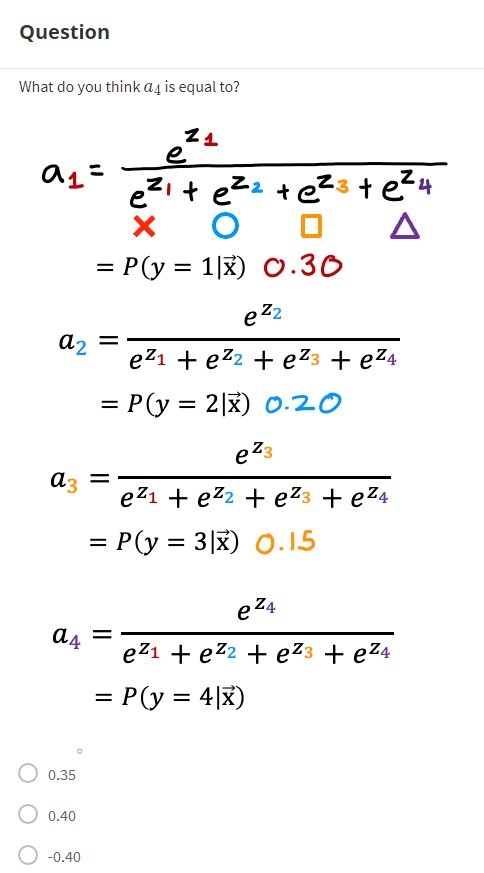 Question
What do you think a₄ is equal to?
a₁ = e^z₁ / (e^z₁ + e^z₂ + e^z₃ + e^z₄)
= P(y = 1|x⃗) 0.30
a₂ = e^z₂ / (e^z₁ + e^z₂ + e^z₃ + e^z₄)
= P(y = 2|x⃗) 0.20
a₃ = e^z₃ / (e^z₁ + e^z₂ + e^z₃ + e^z₄)
= P(y = 3|x⃗) 0.15
a₄ = e^z₄ / (e^z₁ + e^z₂ + e^z₃ + e^z₄)
= P(y = 4|x⃗)
0.35
0.40
-0.40